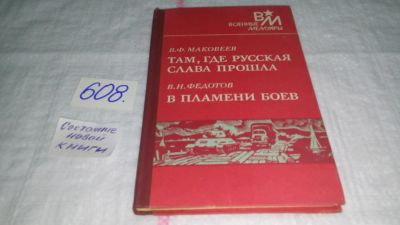 ВМ
ВОЕННЫЕ
МЕМУАРЫ
В.Ф. МАКОВЕЕВ
ТАМ, ГДЕ РУССКАЯ
СЛАВА ПРОШЛА
В.Н. ФЕДОТОВ
В ПЛАМЕНИ БОЕВ
608.
Состояние
новой
книги